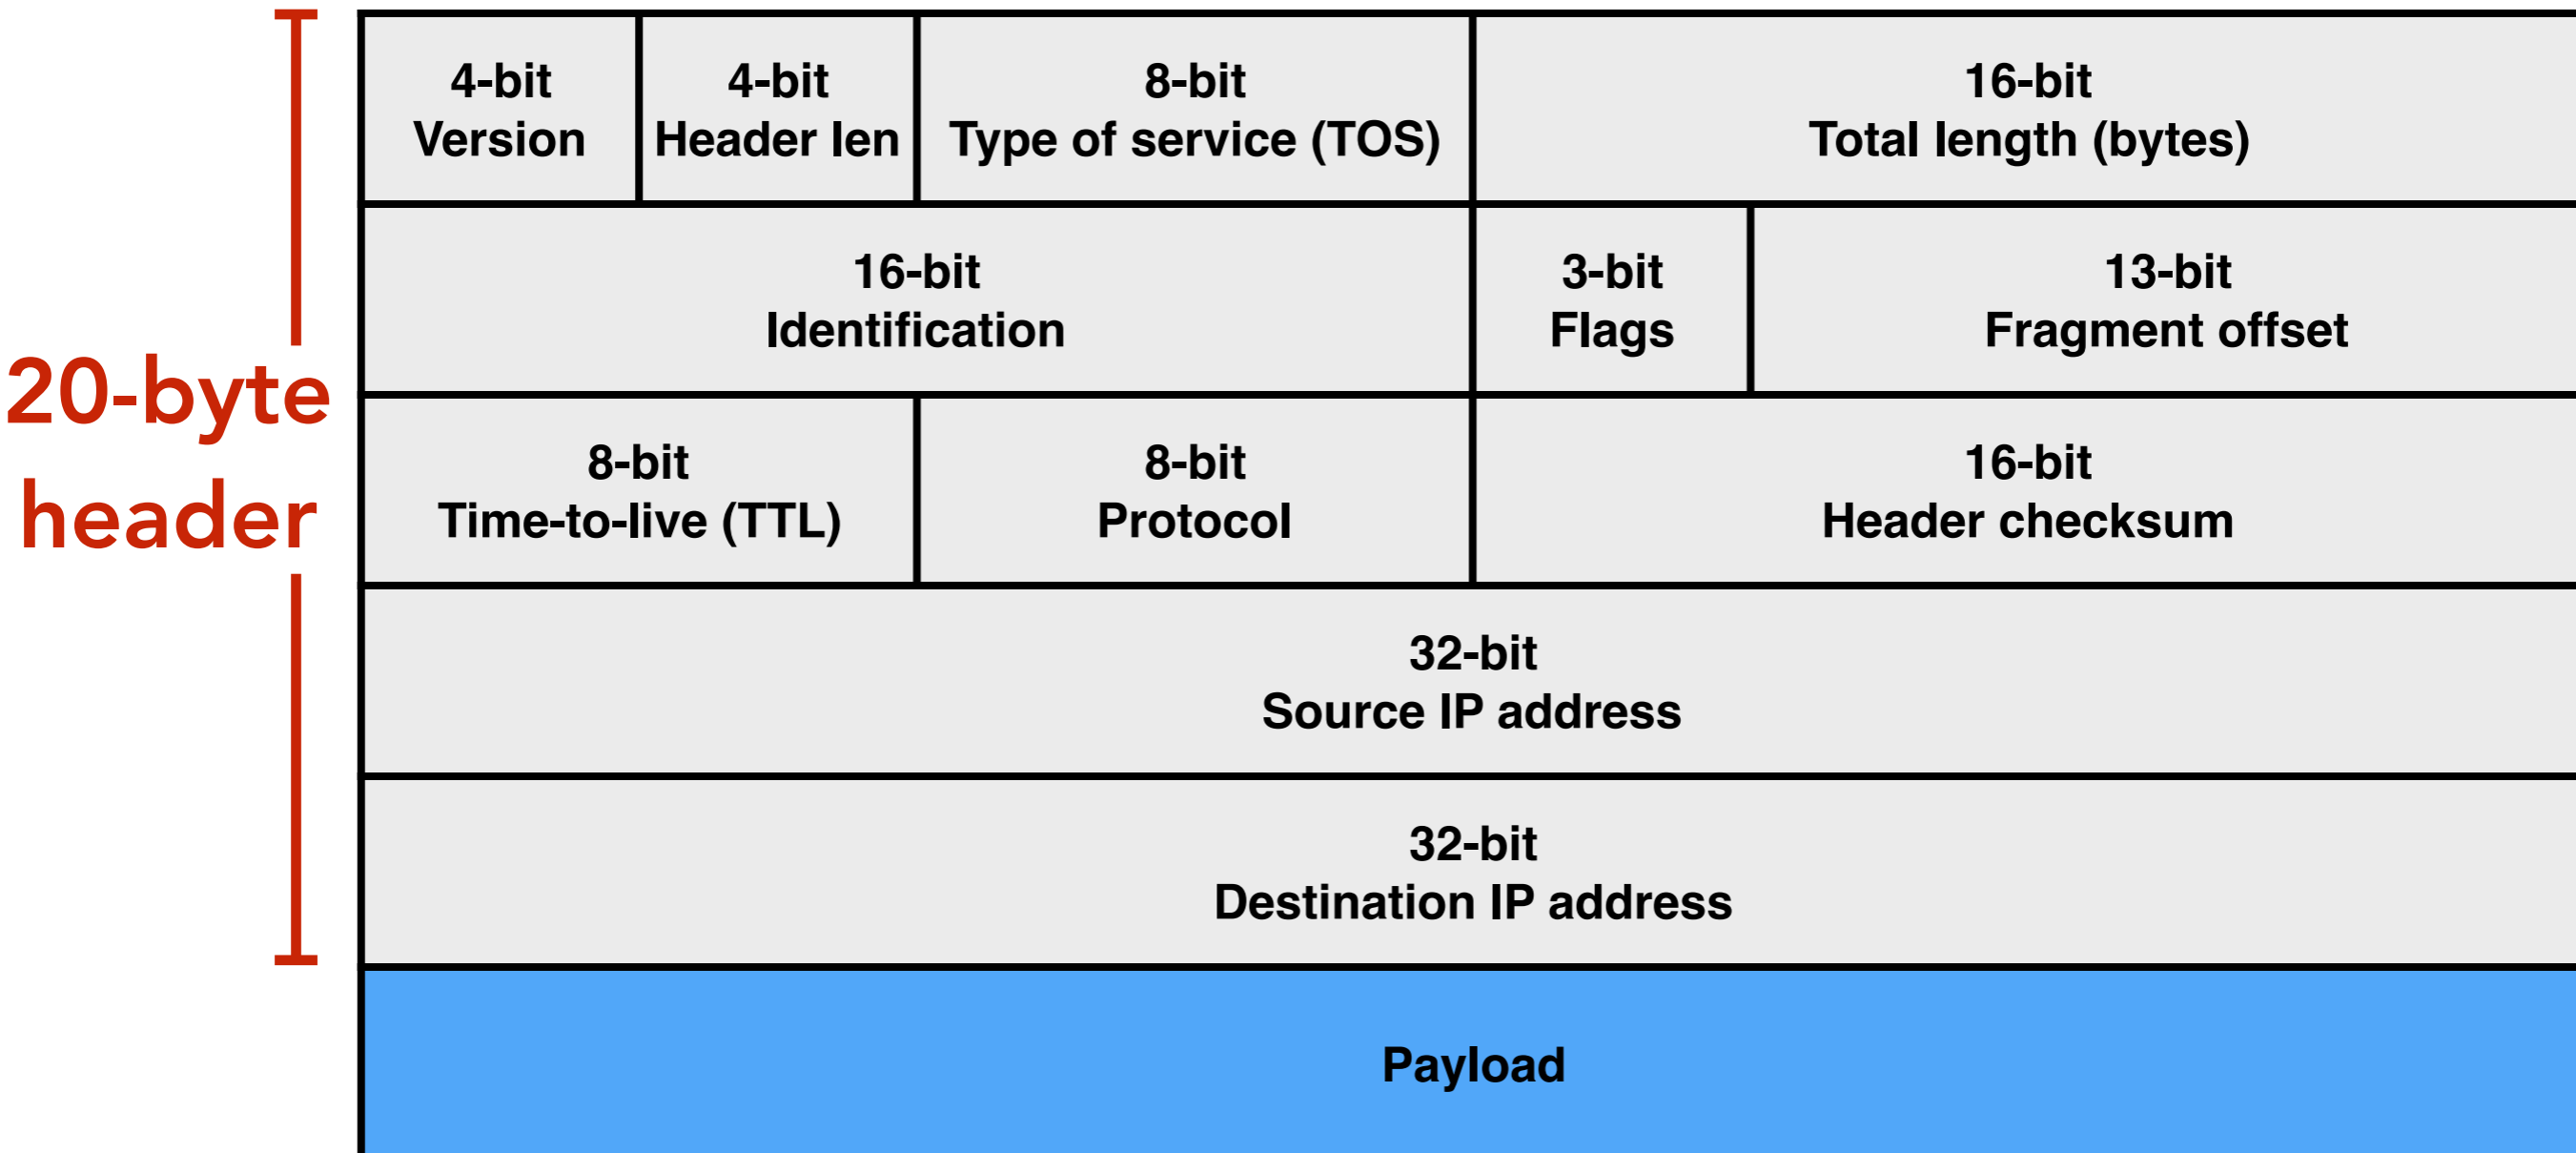 4-bit
Version
4-bit
Header len
8-bit
Type of service (TOS)
16-bit
Total length (bytes)
16-bit
Identification
3-bit
Flags
13-bit
Fragment offset
20-byte
header
8-bit
Time-to-live (TTL)
8-bit
Protocol
16-bit
Header checksum
32-bit
Source IP address
32-bit
Destination IP address
Payload